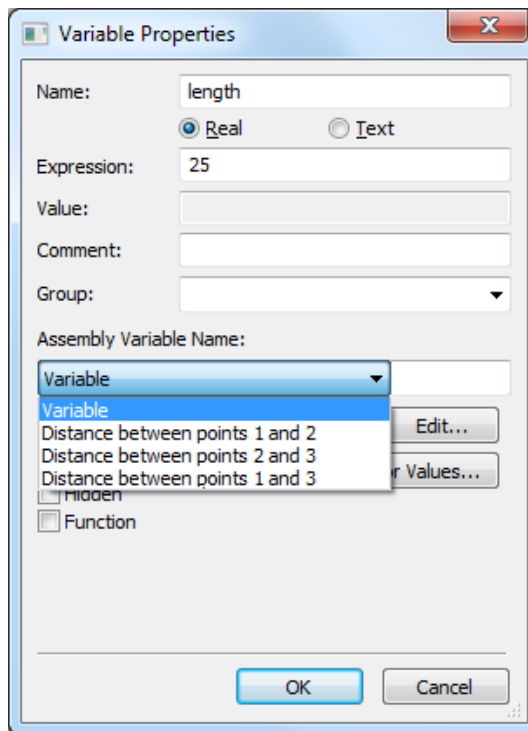 Variable Properties
Name: length
Real Text
Expression: 25
Value:
Comment:
Group:
Assembly Variable Name:
Variable
Variable
Distance between points 1 and 2
Edit...
Distance between points 2 and 3
Distance between points 1 and 3
Values...
Hidden
Function
OK Cancel